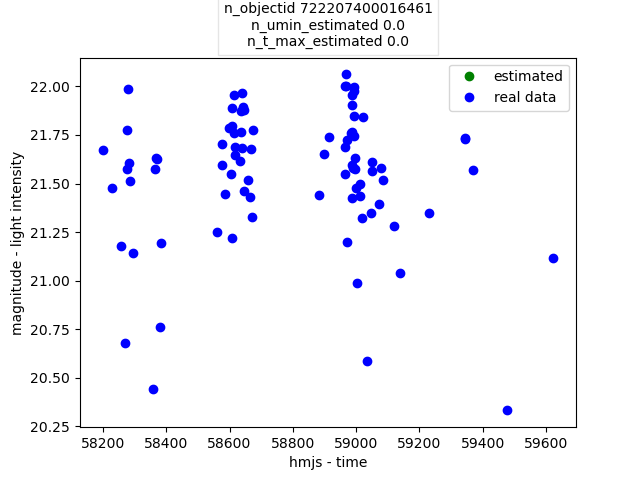 n_objectid 722207400016461
n_umin_estimated 0.0
n_t_max_estimated 0.0
estimated
real data
magnitude - light intensity
22.00
21.75
21.50
21.25
21.00
20.75
20.50
20.25
58200 58400 58600 58800 59000 59200 59400 59600
hmjs - time